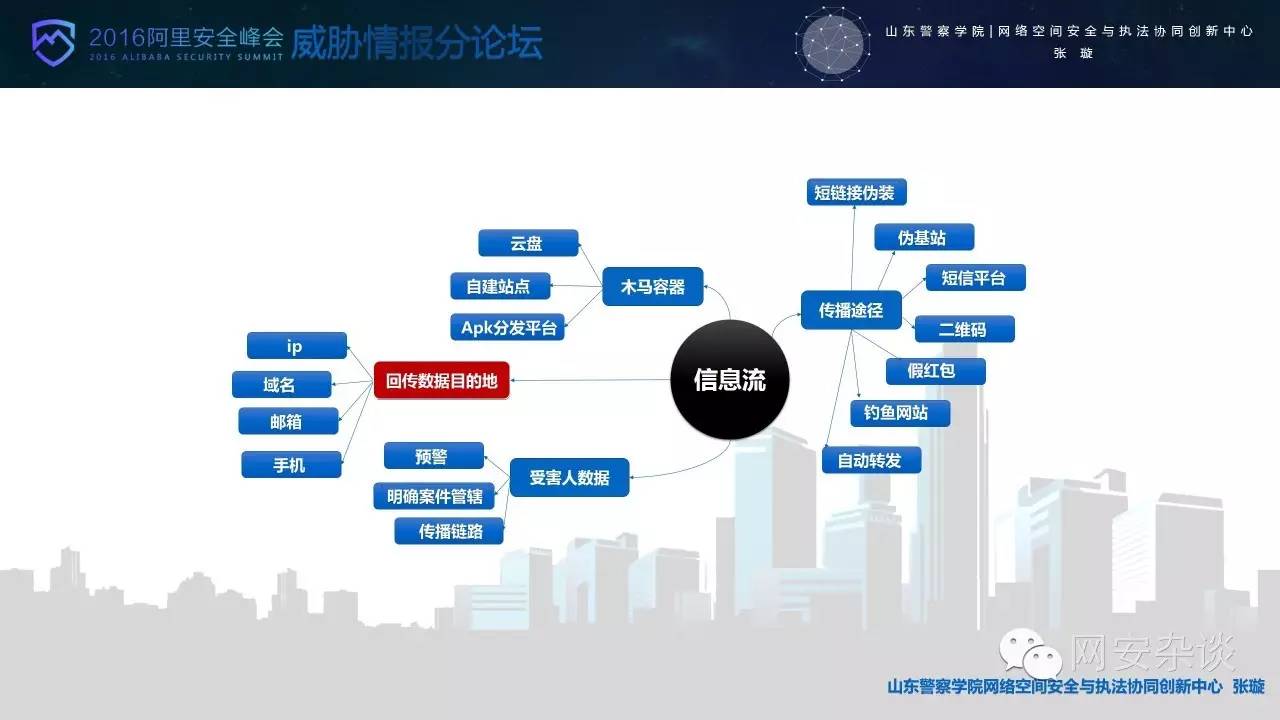 2016阿里安全峰会
2016 ALIBABA SECURITY SUMMIT
威胁情报分论坛
山东警察学院|网络空间安全与执法协同创新中心
张 璇
短链接伪装
伪基站
短信平台
二维码
假红包
钓鱼网站
自动转发
传播途径
云盘
自建站点
Apk分发平台
木马容器
信息流
ip
域名
邮箱
手机
回传数据目的地
预警
明确案件管辖
传播链路
受害人数据
网安杂谈
山东警察学院网络空间安全与执法协同创新中心 张璇